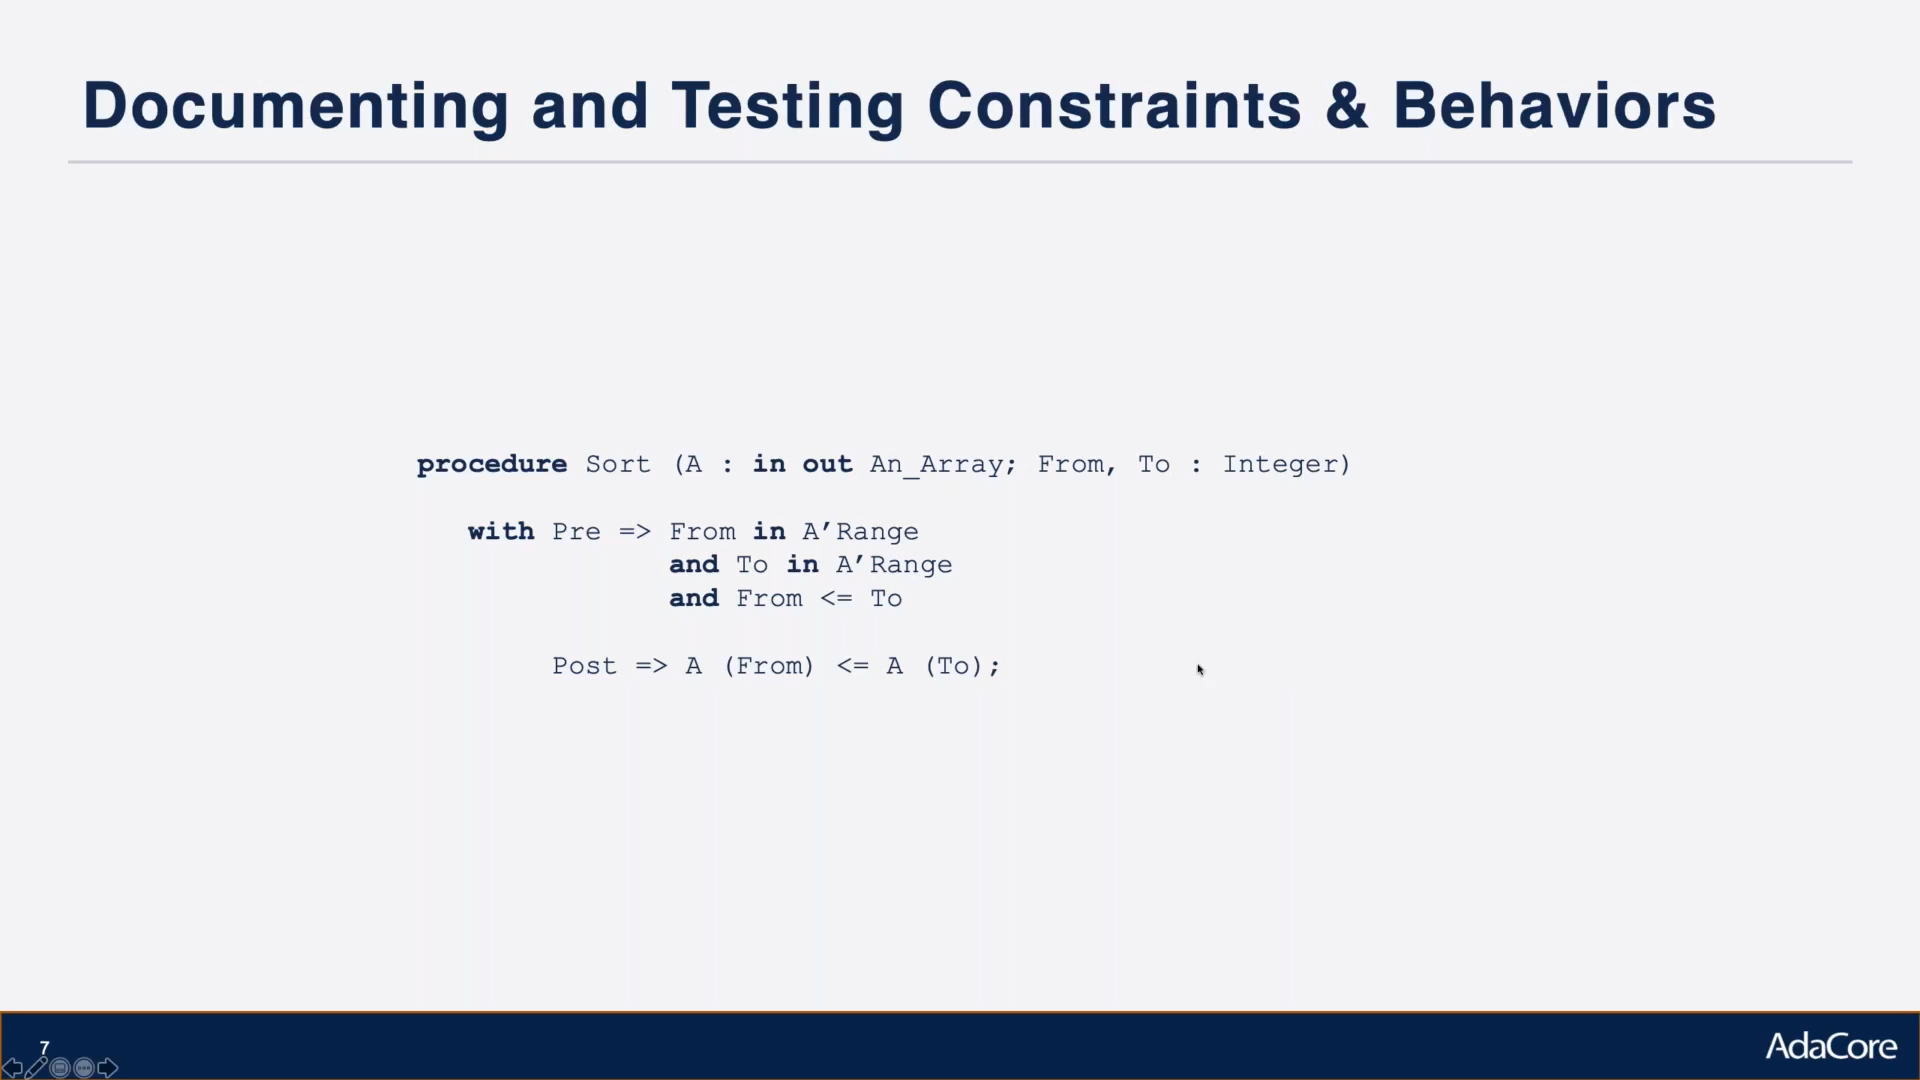 Documenting and Testing Constraints & Behaviors
procedure Sort (A : in out An_Array; From, To : Integer)
with Pre => From in A’Range
and To in A’Range
and From <= To
Post => A (From) <= A (To);
7
AdaCore